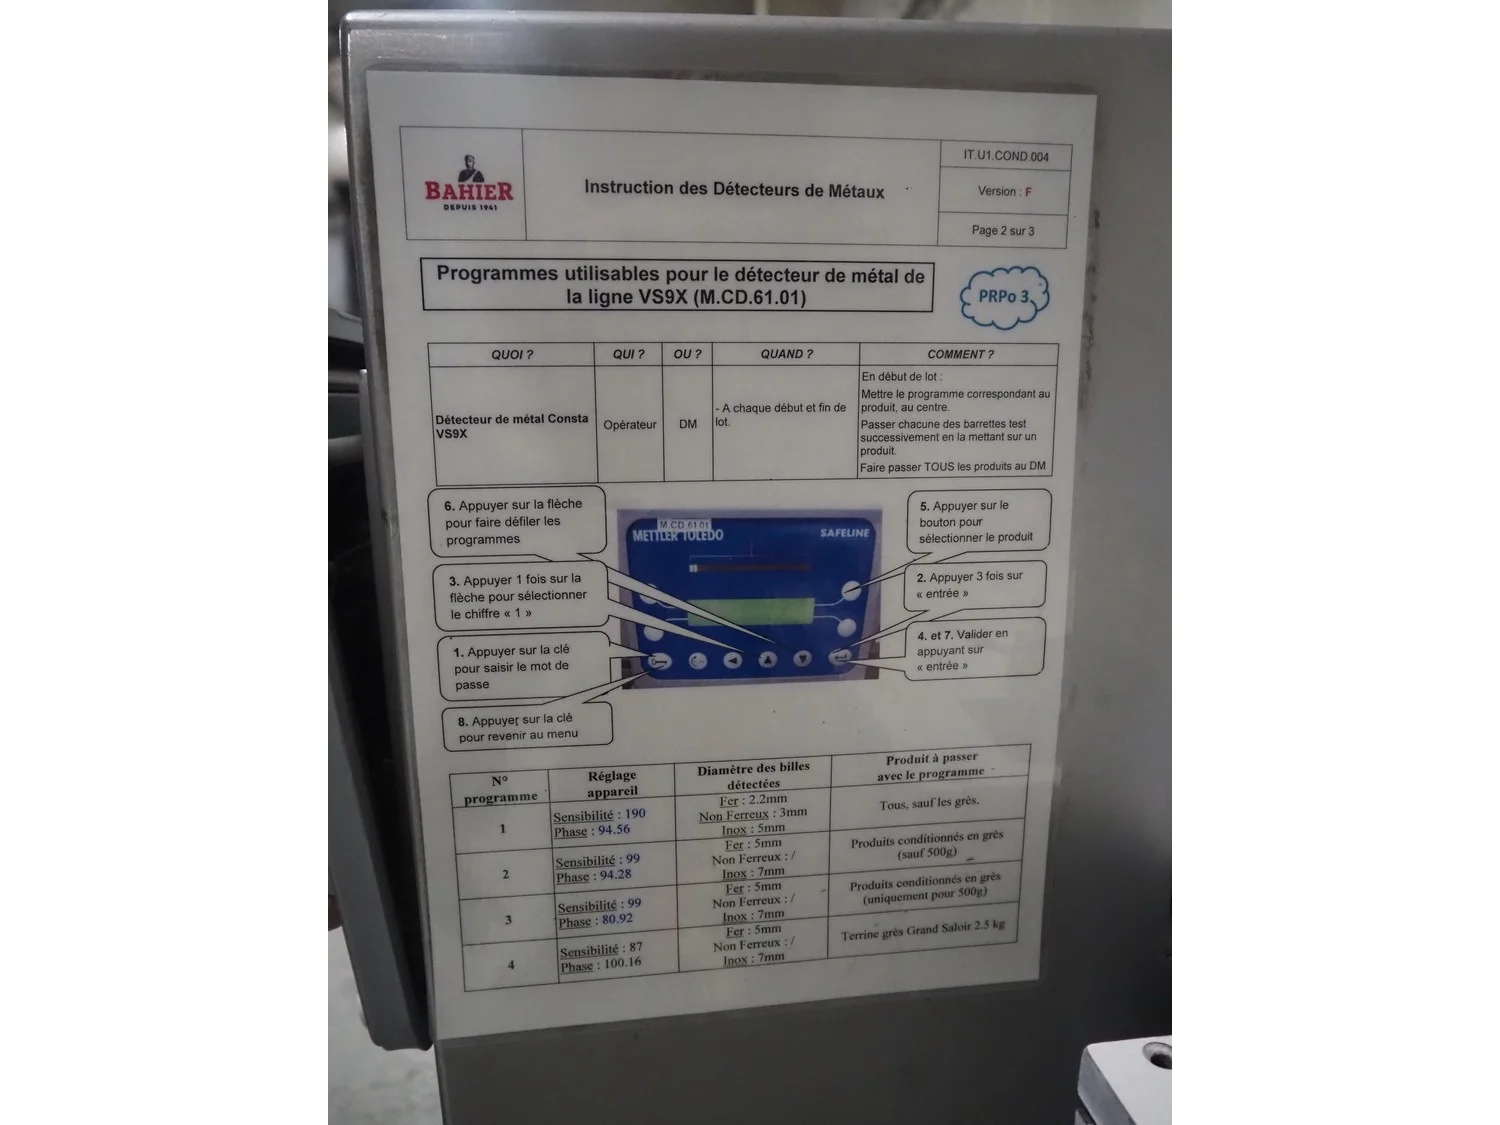 BAHIER
DEPUIS 1941
Instruction des Détecteurs de Métaux
IT.U1.COND.004
Version : F
Page 2 sur 3
Programmes utilisables pour le détecteur de métal de
la ligne VS9X (M.CD.61.01)
PRPo 3
QUOI ? QUI ? OU ? QUAND ? COMMENT ?
Détecteur de métal Consta
VS9X
Opérateur
DM
- A chaque début et fin de
lot.
En début de lot :
Mettre le programme correspondant au
produit, au centre.
Passer chacune des barrettes test
successivement en la mettant sur un
produit.
Faire passer TOUS les produits au DM
6. Appuyer sur la flèche
pour faire défiler les
programmes
3. Appuyer 1 fois sur la
flèche pour sélectionner
le chiffre « 1 »
1. Appuyer sur la clé
pour saisir le mot de
passe
8. Appuyer sur la clé
pour revenir au menu
M.CD.61.01
METTLER TOLEDO
SAFELINE
5. Appuyer sur le
bouton pour
sélectionner le produit
2. Appuyer 3 fois sur
« entrée »
4. et 7. Valider en
appuyant sur
« entrée »
N°
programme
Réglage
appareil
Diamètre des billes
détectées
Produit à passer
avec le programme
1
Sensibilité : 190
Phase : 94.56
Fer : 2.2mm
Non Ferreux : 3mm
Inox : 5mm
Tous, sauf les grès.
2
Sensibilité : 99
Phase : 94.28
Fer : 5mm
Non Ferreux : /
Inox : 7mm
Produits conditionnés en grès
(sauf 500g)
3
Sensibilité : 99
Phase : 80.92
Fer : 5mm
Non Ferreux : /
Inox : 7mm
Produits conditionnés en grès
(uniquement pour 500g)
4
Sensibilité : 87
Phase : 100.16
Fer : 5mm
Non Ferreux : /
Inox : 7mm
Terrine grès Grand Saloir 2.5 kg